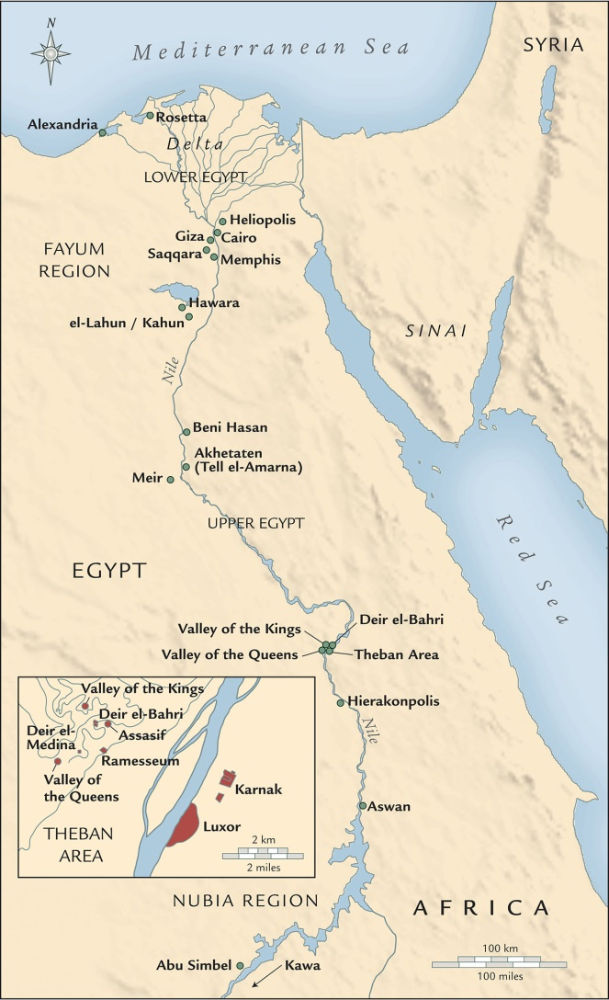 N
Mediterranean Sea
SYRIA
Alexandria
Rosetta
Delta
LOWER EGYPT
Heliopolis
Giza
Cairo
Saqqara
Memphis
FAYUM
REGION
Hawara
el-Lahun / Kahun
SINAI
Nile
Beni Hasan
Akhetaten
(Tell el-Amarna)
Meir
UPPER EGYPT
Red Sea
EGYPT
Deir el-Bahri
Valley of the Kings
Valley of the Queens
Theban Area
Hierakonpolis
Nile
Valley of the Kings
Deir el-Bahri
Deir el-
Medina
Assasif
Ramesseum
Valley of
the Queens
Karnak
Luxor
THEBAN
AREA
2 km
2 miles
Aswan
NUBIA REGION
AFRICA
Abu Simbel
Kawa
100 km
100 miles